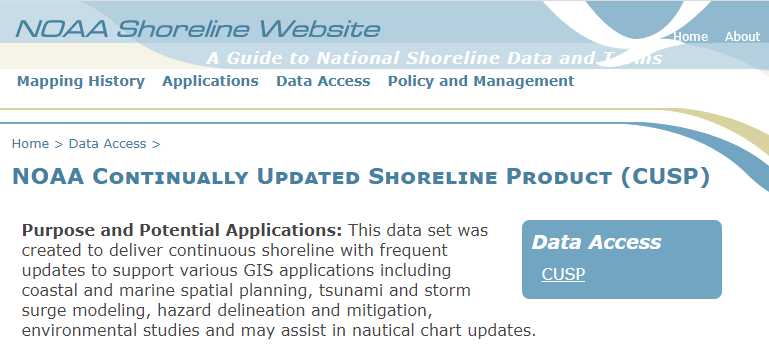 NOAA Shoreline Website
Home About
A Guide to National Shoreline Data and Terms
Mapping History Applications Data Access Policy and Management
Home > Data Access >
NOAA Continually Updated Shoreline Product (CUSP)
Purpose and Potential Applications: This data set was
created to deliver continuous shoreline with frequent
updates to support various GIS applications including
coastal and marine spatial planning, tsunami and storm
surge modeling, hazard delineation and mitigation,
environmental studies and may assist in nautical chart updates.
Data Access
CUSP